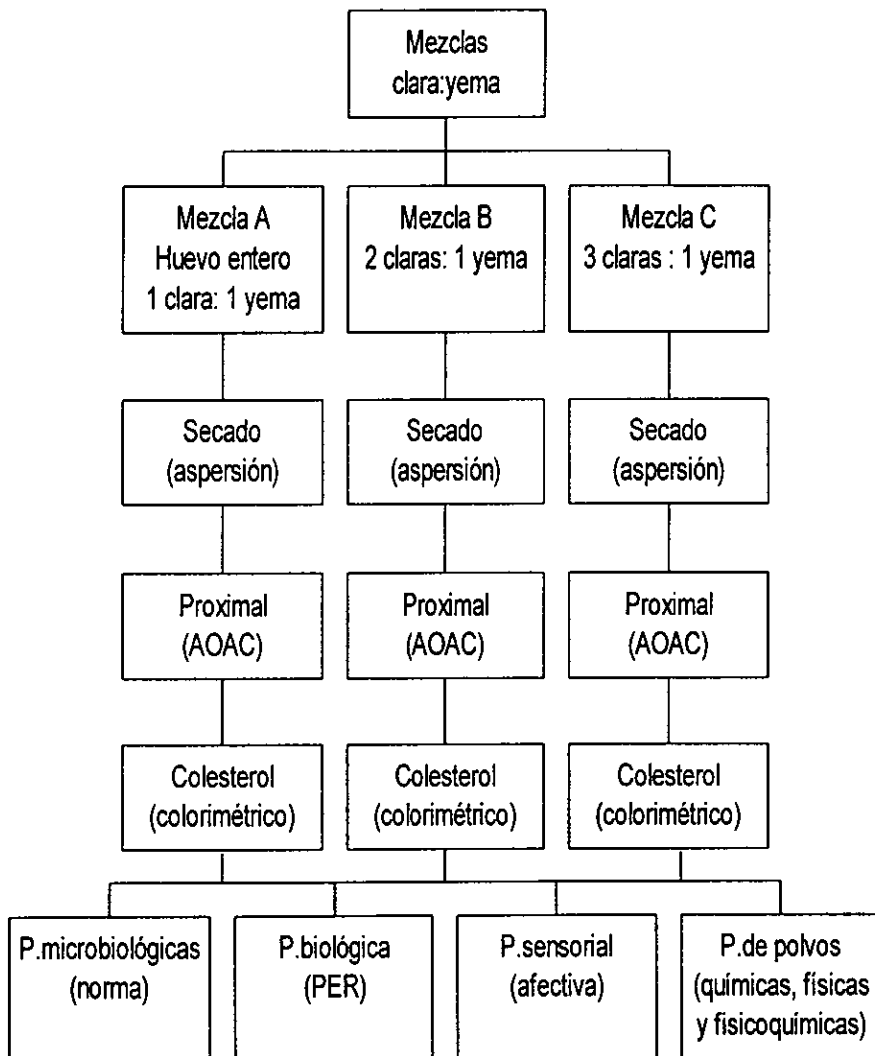 Mezclas
clara:yema
Mezcla A
Huevo entero
1 clara: 1 yema
Mezcla B
2 claras: 1 yema
Mezcla C
3 claras : 1 yema
Secado
(aspersión)
Secado
(aspersión)
Secado
(aspersión)
Proximal
(AOAC)
Proximal
(AOAC)
Proximal
(AOAC)
Colesterol
(colorimétrico)
Colesterol
(colorimétrico)
Colesterol
(colorimétrico)
P.microbiológicas
(norma)
P.biológica
(PER)
P.sensorial
(afectiva)
P.de polvos
(químicas, físicas
y fisicoquímicas)